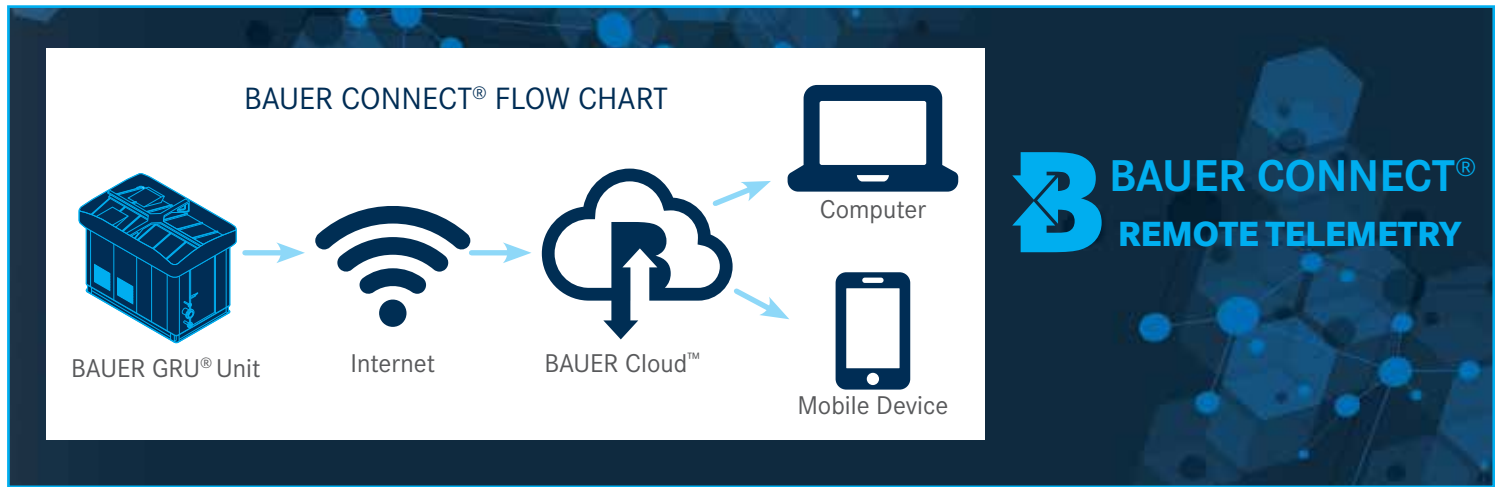 BAUER CONNECT® FLOW CHART
BAUER GRU® Unit
Internet
BAUER Cloud™
Computer
Mobile Device
BAUER CONNECT®
REMOTE TELEMETRY